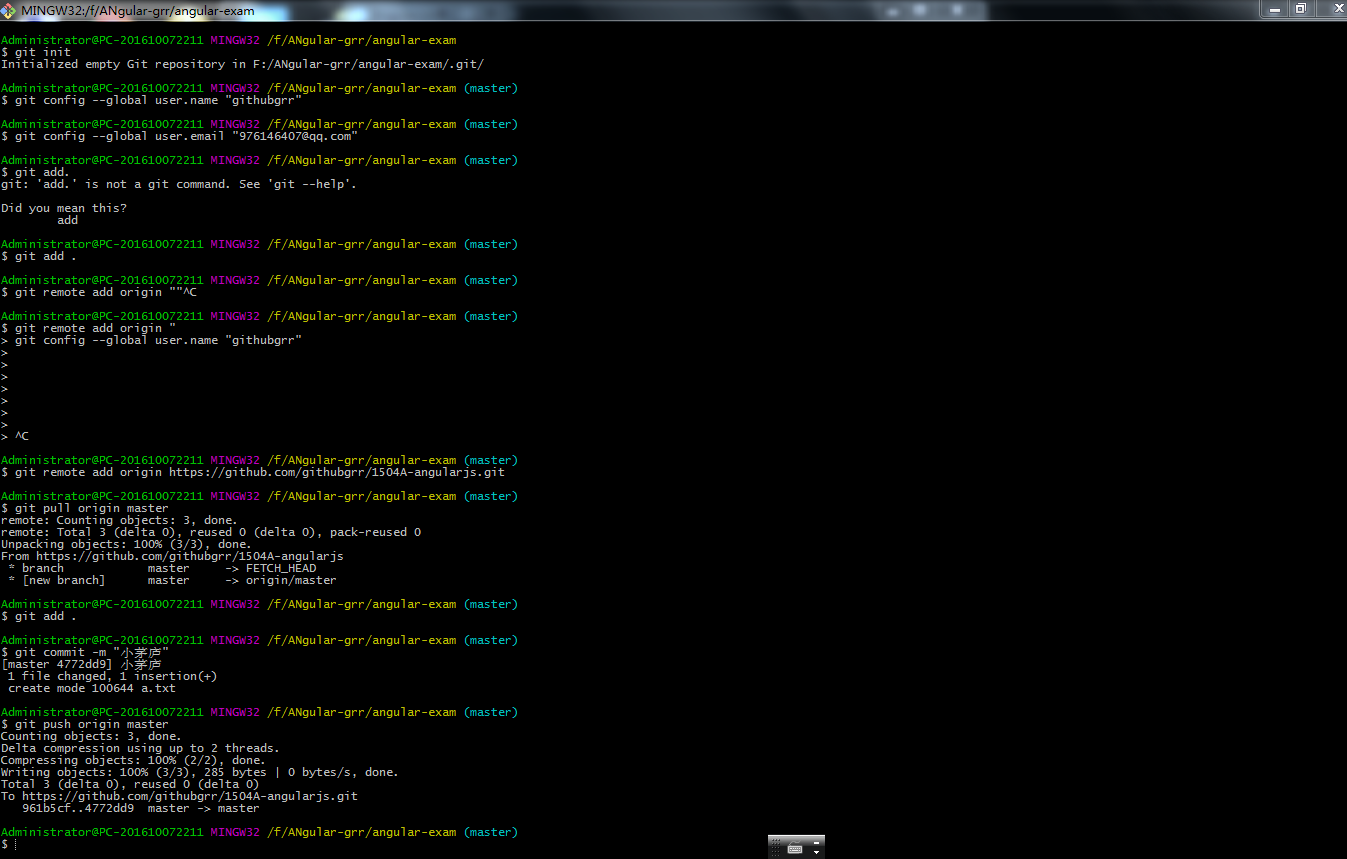 MINGW32:/f/ANgular-grr/angular-exam
Administrator@PC-201610072211 MINGW32 /f/ANgular-grr/angular-exam
$ git init
Initialized empty Git repository in F:/ANgular-grr/angular-exam/.git/
Administrator@PC-201610072211 MINGW32 /f/ANgular-grr/angular-exam (master)
$ git config --global user.name "githubgrr"
Administrator@PC-201610072211 MINGW32 /f/ANgular-grr/angular-exam (master)
$ git config --global user.email "976146407@qq.com"
Administrator@PC-201610072211 MINGW32 /f/ANgular-grr/angular-exam (master)
$ git add.
git: 'add.' is not a git command. See 'git --help'.
Did you mean this?
add
Administrator@PC-201610072211 MINGW32 /f/ANgular-grr/angular-exam (master)
$ git add .
Administrator@PC-201610072211 MINGW32 /f/ANgular-grr/angular-exam (master)
$ git remote add origin ""^C
Administrator@PC-201610072211 MINGW32 /f/ANgular-grr/angular-exam (master)
$ git remote add origin "
> git config --global user.name "githubgrr"
>
>
>
>
>
>
>
> ^C
Administrator@PC-201610072211 MINGW32 /f/ANgular-grr/angular-exam (master)
$ git remote add origin https://github.com/githubgrr/1504A-angularjs.git
Administrator@PC-201610072211 MINGW32 /f/ANgular-grr/angular-exam (master)
$ git pull origin master
remote: Counting objects: 3, done.
remote: Total 3 (delta 0), reused 0 (delta 0), pack-reused 0
Unpacking objects: 100% (3/3), done.
From https://github.com/githubgrr/1504A-angularjs
* branch master -> FETCH_HEAD
* [new branch] master -> origin/master
Administrator@PC-201610072211 MINGW32 /f/ANgular-grr/angular-exam (master)
$ git add .
Administrator@PC-201610072211 MINGW32 /f/ANgular-grr/angular-exam (master)
$ git commit -m "小茅庐"
[master 4772dd9] 小茅庐
1 file changed, 1 insertion(+)
create mode 100644 a.txt
Administrator@PC-201610072211 MINGW32 /f/ANgular-grr/angular-exam (master)
$ git push origin master
Counting objects: 3, done.
Delta compression using up to 2 threads.
Compressing objects: 100% (2/2), done.
Writing objects: 100% (3/3), 285 bytes | 0 bytes/s, done.
Total 3 (delta 0), reused 0 (delta 0)
To https://github.com/githubgrr/1504A-angularjs.git
961b5cf..4772dd9 master -> master
Administrator@PC-201610072211 MINGW32 /f/ANgular-grr/angular-exam (master)
$